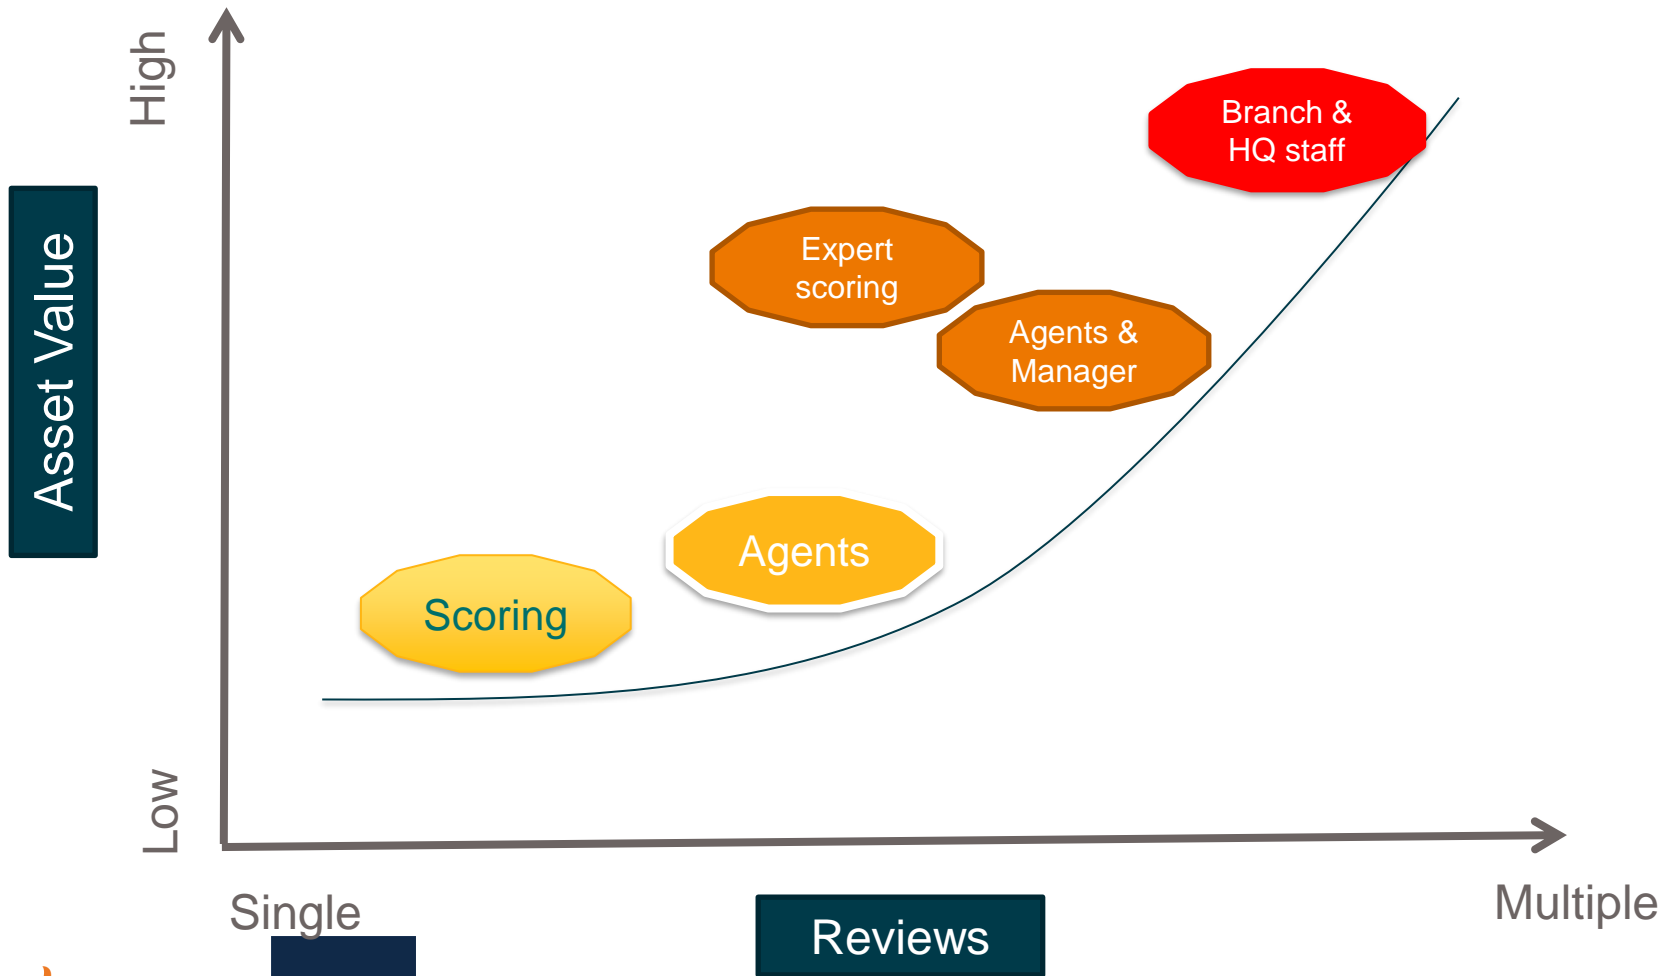 High
Branch &
HQ staff
Expert
scoring
Asset Value
Agents &
Manager
Agents
Scoring
Low
Single
Multiple
Reviews